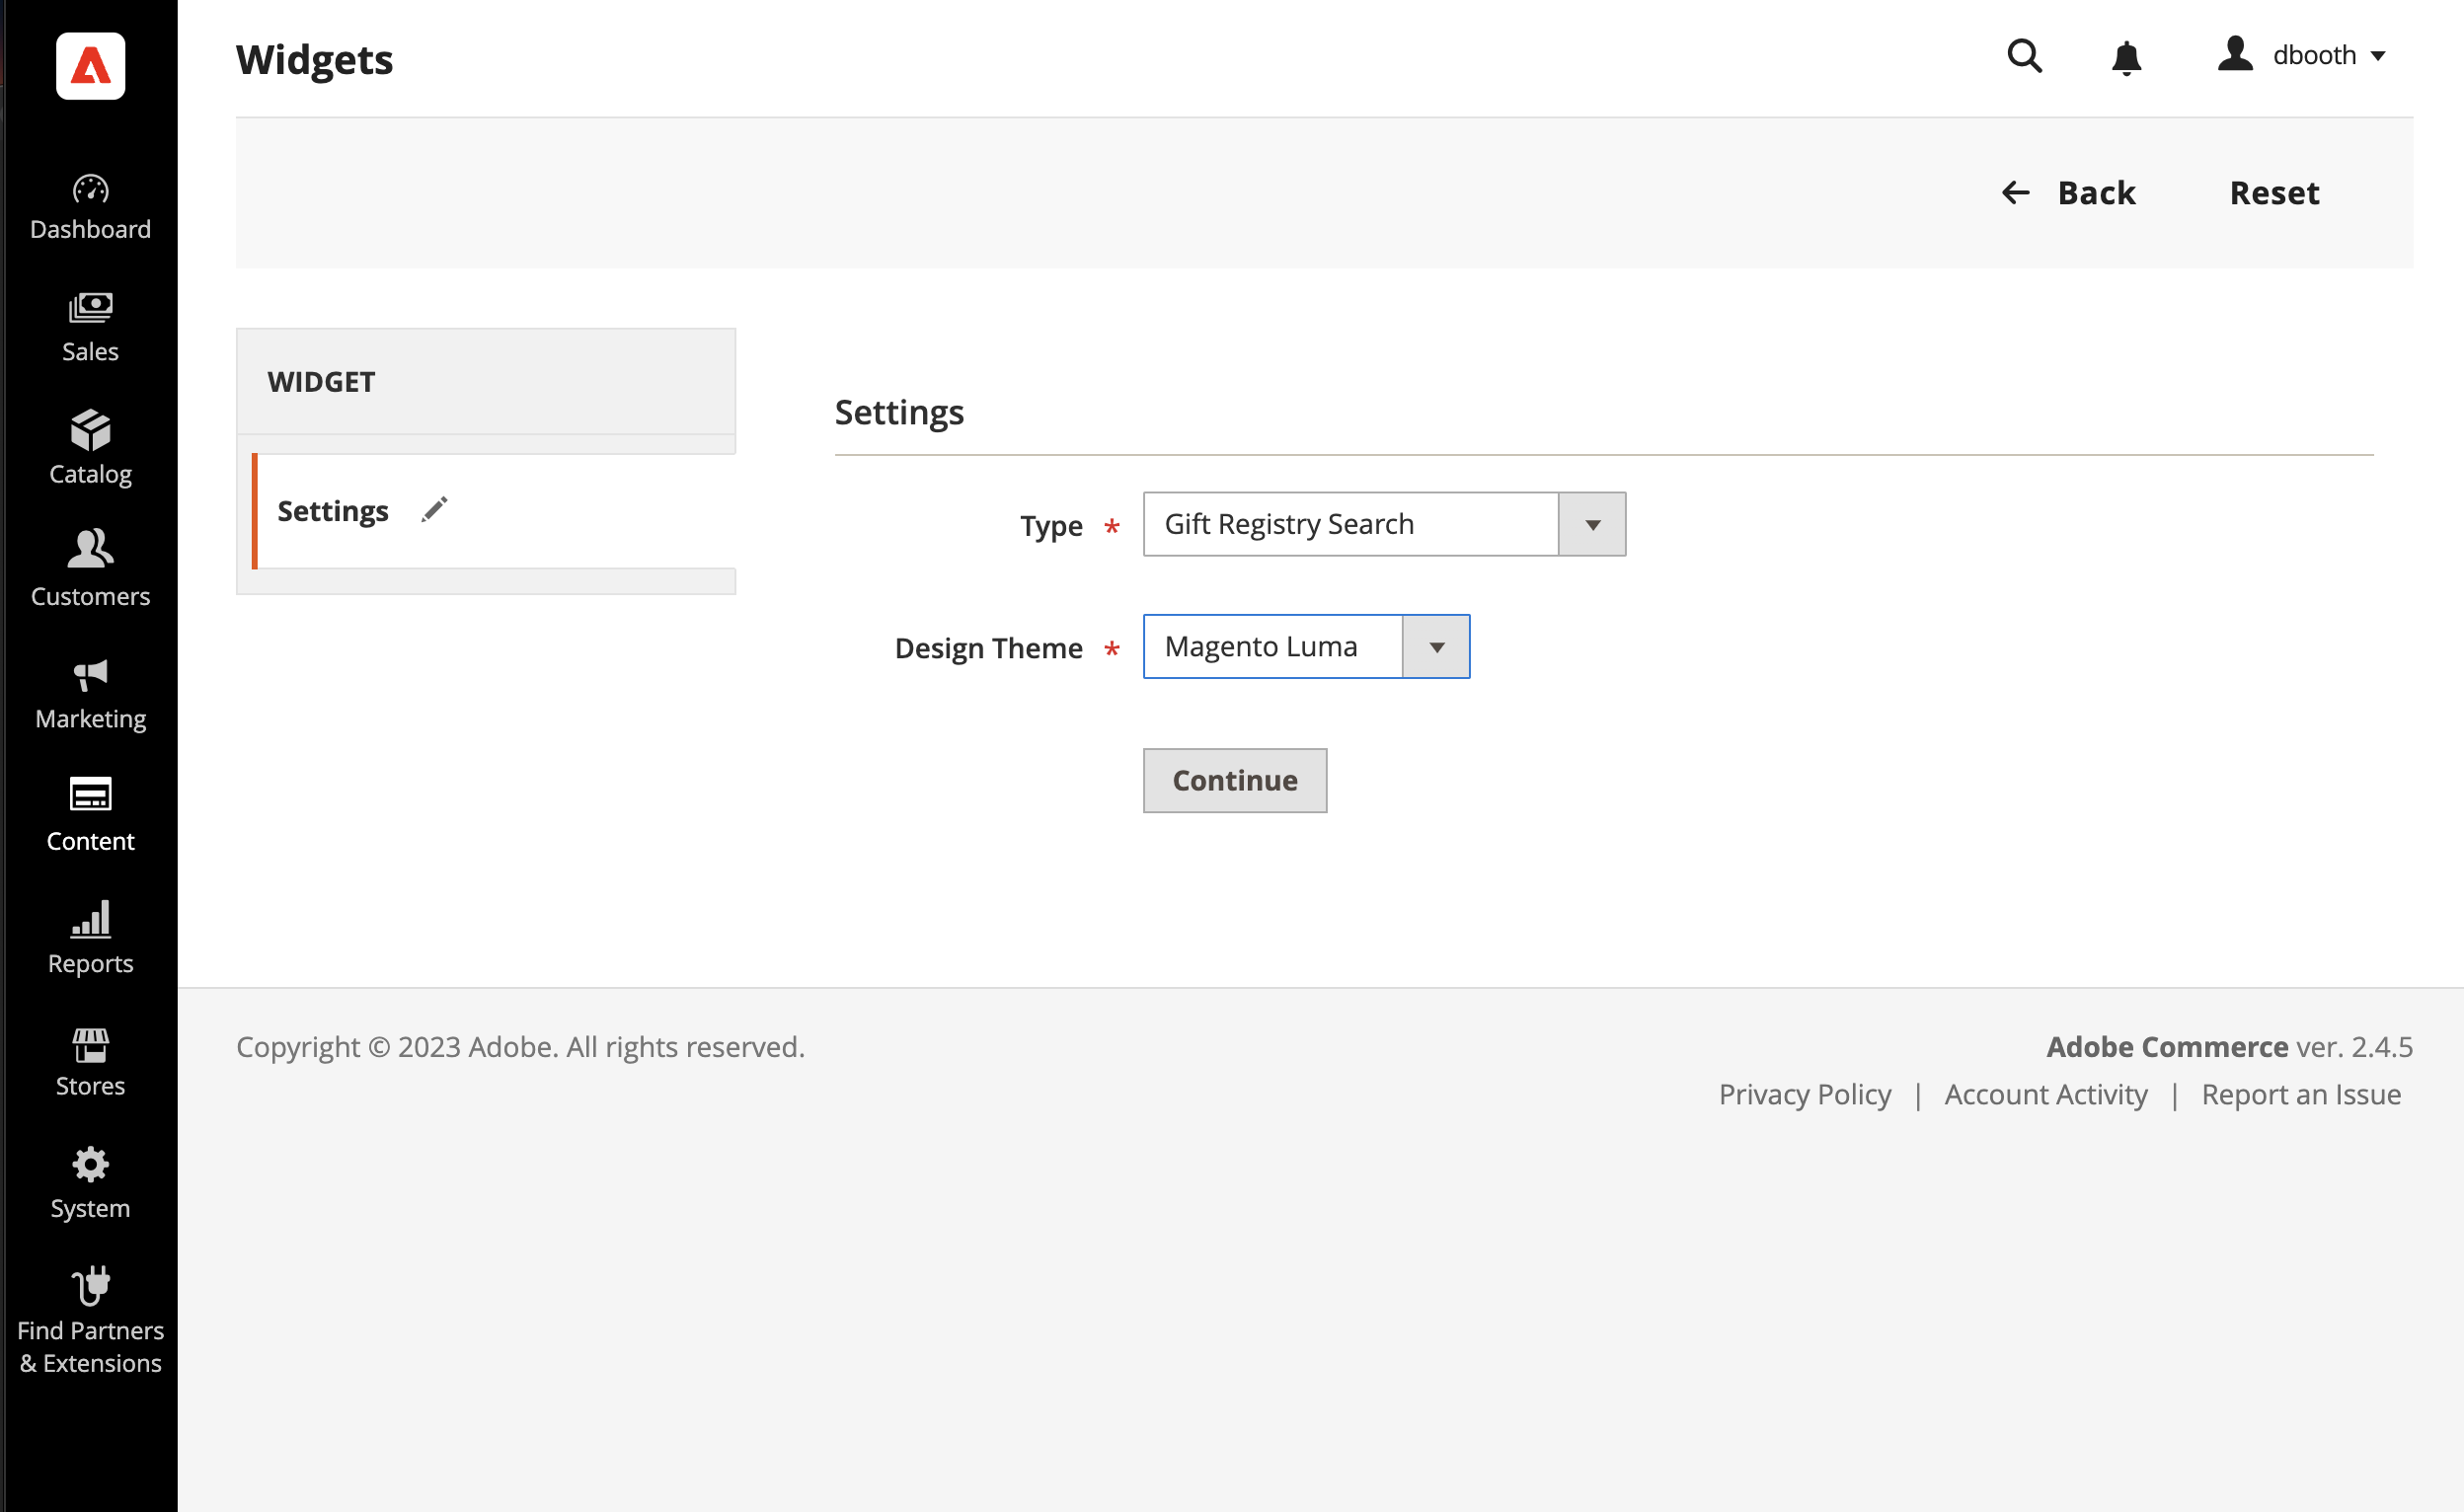 Widgets
dbooth
Back
Reset
Dashboard
Sales
Catalog
Customers
Marketing
Content
Reports
Stores
System
Find Partners
& Extensions
WIDGET
Settings
Settings
Type *
Gift Registry Search
Design Theme *
Magento Luma
Continue
Copyright © 2023 Adobe. All rights reserved.
Adobe Commerce ver. 2.4.5
Privacy Policy | Account Activity | Report an Issue